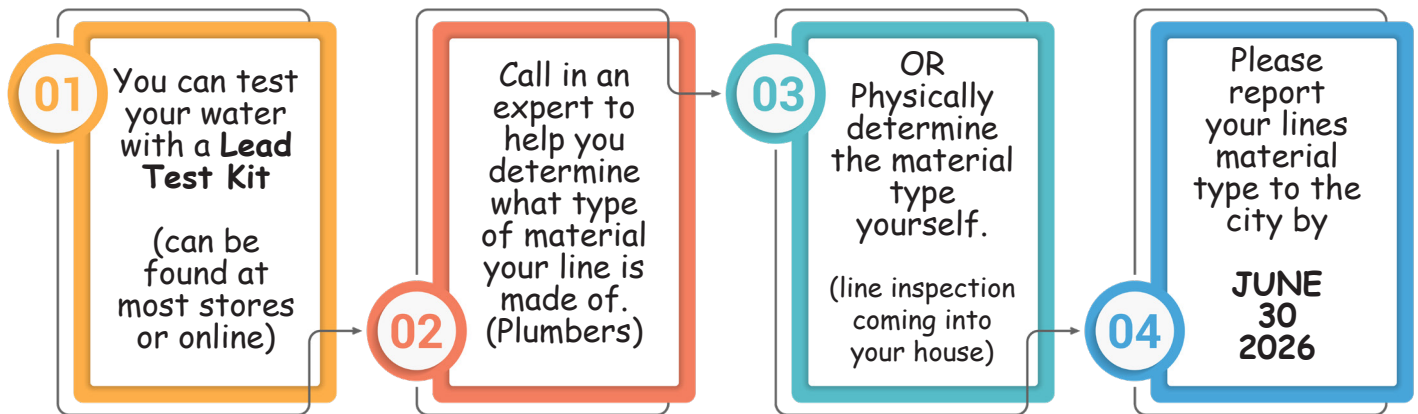 01
You can test
your water
with a Lead
Test Kit
(can be
found at
most stores
or online)
02
Call in an
expert to
help you
determine
what type
of material
your line is
made of.
(Plumbers)
03
OR
Physically
determine
the material
type
yourself.
(line inspection
coming into
your house)
04
Please
report
your lines
material
type to the
city by
JUNE
30
2026